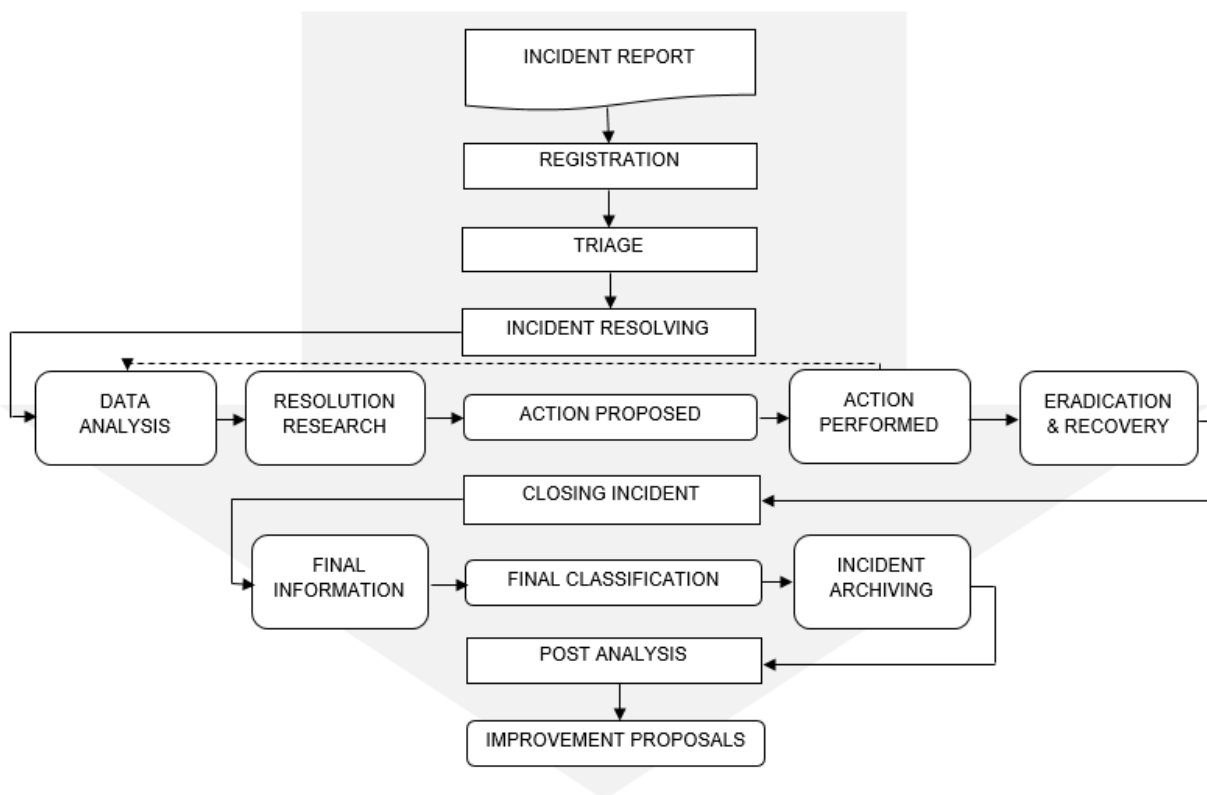 INCIDENT REPORT
REGISTRATION
TRIAGE
INCIDENT RESOLVING
DATA
ANALYSIS
RESOLUTION
RESEARCH
ACTION PROPOSED
ACTION
PERFORMED
ERADICATION
& RECOVERY
CLOSING INCIDENT
FINAL
INFORMATION
FINAL CLASSIFICATION
INCIDENT
ARCHIVING
POST ANALYSIS
IMPROVEMENT PROPOSALS